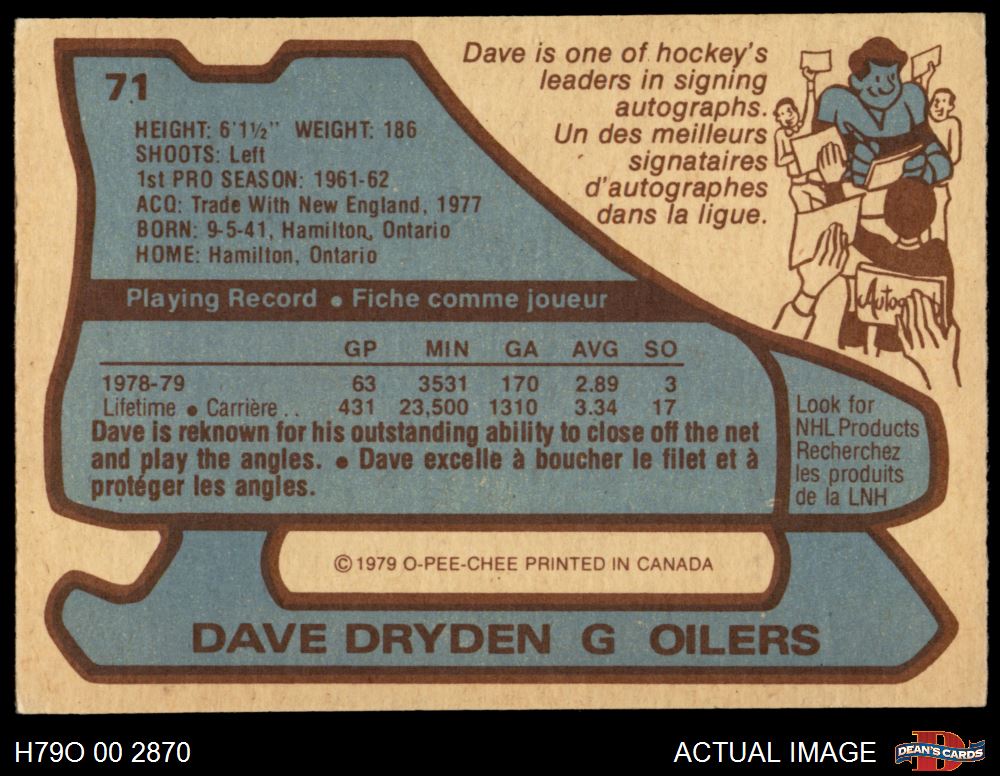 71
HEIGHT: 6'1½" WEIGHT: 186
SHOOTS: Left
1st PRO SEASON: 1961-62
ACQ: Trade With New England, 1977
BORN: 9-5-41, Hamilton, Ontario
HOME: Hamilton, Ontario
Dave is one of hockey's
leaders in signing
autographs.
Un des meilleurs
signataires
d'autographes
dans la ligue.
Autog
Playing Record • Fiche comme joueur
GP MIN GA AVG SO
1978-79 63 3531 170 2.89 3
Lifetime • Carrière . . 431 23,500 1310 3.34 17
Dave is reknown for his outstanding ability to close off the net
and play the angles. • Dave excelle à boucher le filet et à
protéger les angles.
Look for
NHL Products
Recherchez
les produits
de la LNH
© 1979 O-PEE-CHEE PRINTED IN CANADA
DAVE DRYDEN G OILERS
H79O 00 2870
ACTUAL IMAGE
D
DEAN'S CARDS